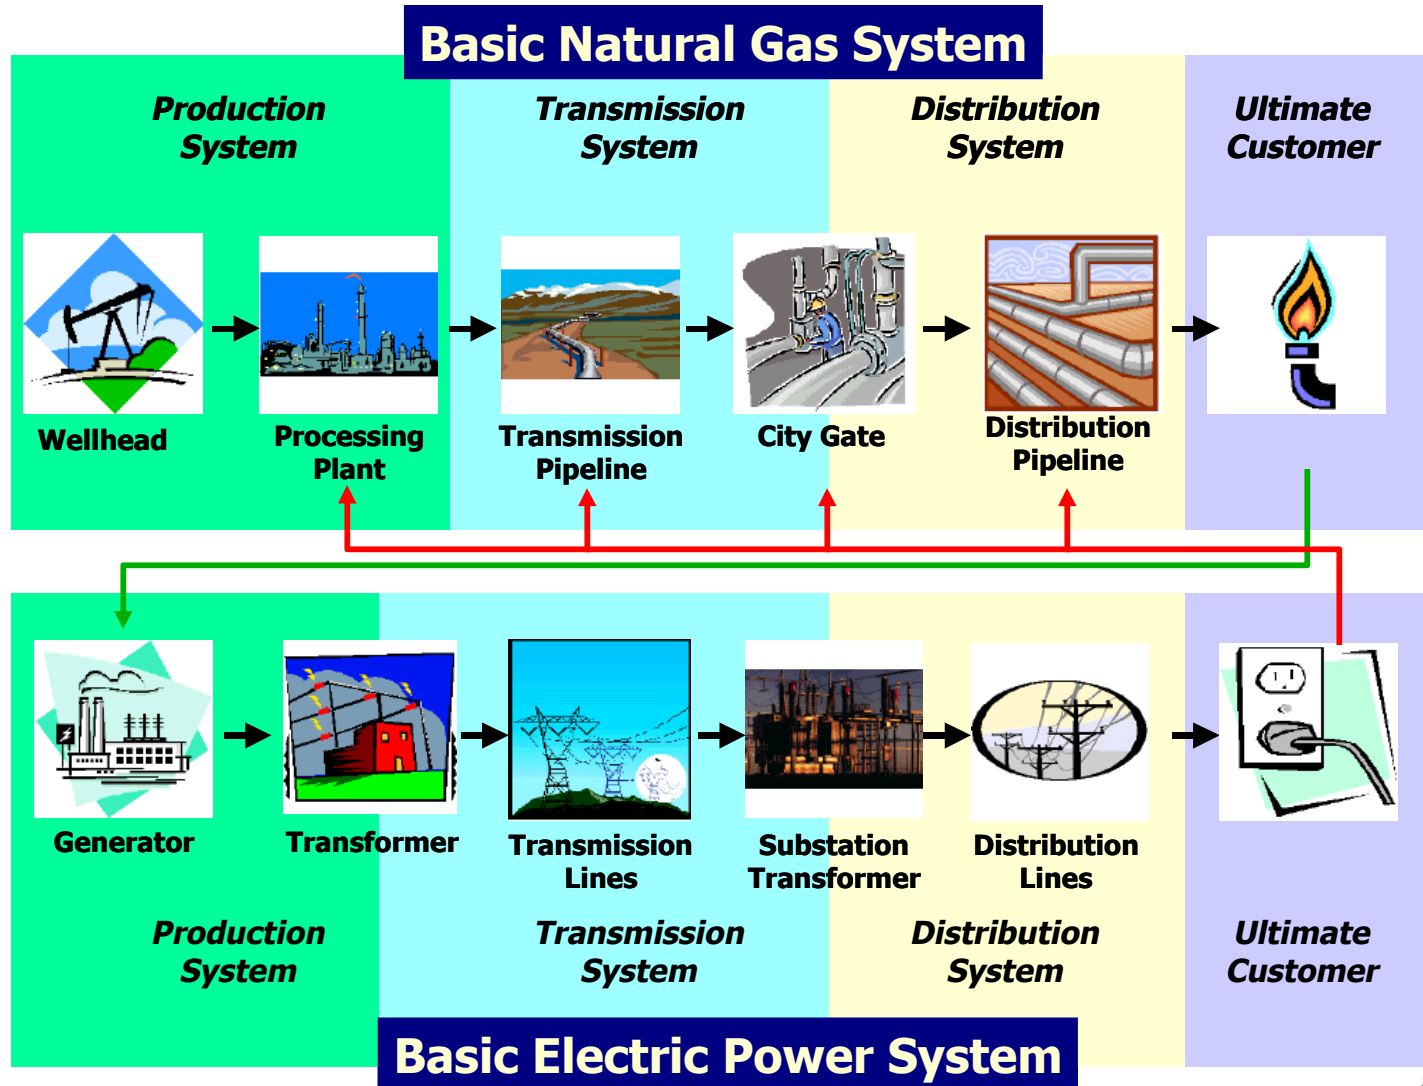 Basic Natural Gas System
Production
System
Transmission
System
Distribution
System
Ultimate
Customer
Wellhead
Processing
Plant
Transmission
Pipeline
City Gate
Distribution
Pipeline
Generator
Transformer
Transmission
Lines
Substation
Transformer
Distribution
Lines
Production
System
Transmission
System
Distribution
System
Ultimate
Customer
Basic Electric Power System